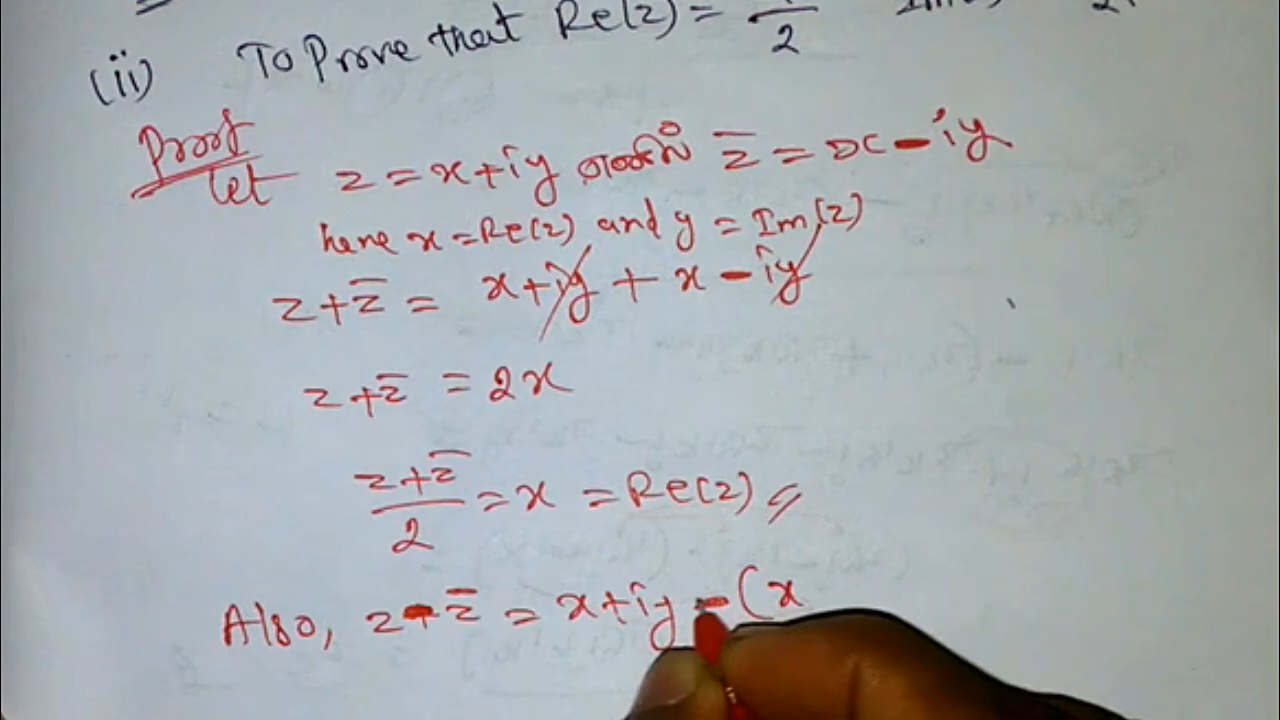 (ii) To Prove that Re(z) = /2
Proof
Let z = x + iy எனில் z̄ = x - iy
here x = Re(z) and y = Im(z)
z + z̄ = x + iy + x - iy
z + z̄ = 2x
(z + z̄)/2 = x = Re(z)
Also, z - z̄ = x + iy - (x